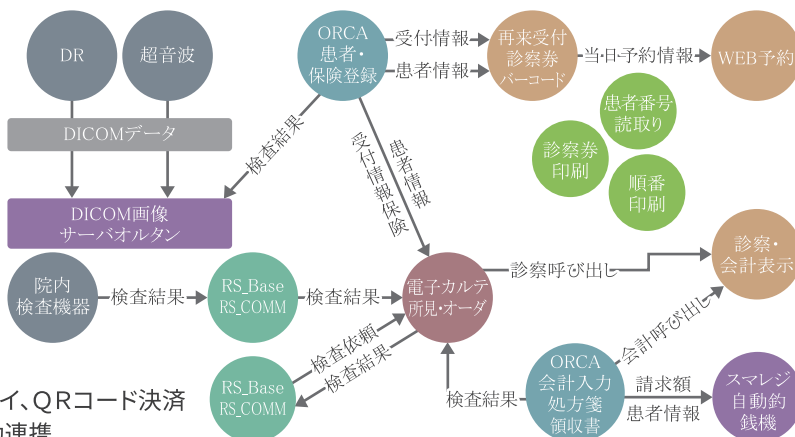 DR
超音波
DICOMデータ
DICOM画像
サーバオルタン
ORCA
患者・
保険登録
受付情報
患者情報
再来受付
診察券
バーコード
当日予約情報
WEB予約
患者番号
読取り
診察券
印刷
順番
印刷
検査結果
患者情報
受付情報保険
院内
検査機器
検査結果
RS_Base
RS_COMM
検査結果
電子カルテ
所見・オーダ
診察呼び出し
診察・
会計表示
検査依頼
検査結果
RS_Base
RS_COMM
検査結果
ORCA
会計入力
処方箋
領収書
会計呼び出し
請求額
患者情報
スマレジ
自動釣
銭機
イ、QRコード決済
連携